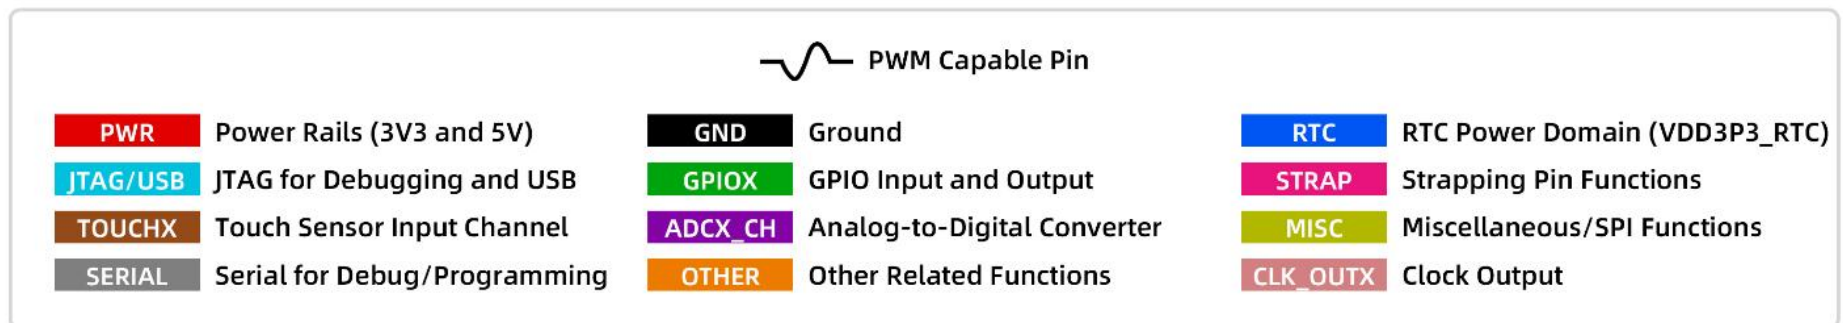 PWM Capable Pin
PWR Power Rails (3V3 and 5V) GND Ground RTC RTC Power Domain (VDD3P3_RTC)
JTAG/USB JTAG for Debugging and USB GPIOX GPIO Input and Output STRAP Strapping Pin Functions
TOUCHX Touch Sensor Input Channel ADCX_CH Analog-to-Digital Converter MISC Miscellaneous/SPI Functions
SERIAL Serial for Debug/Programming OTHER Other Related Functions CLK_OUTX Clock Output